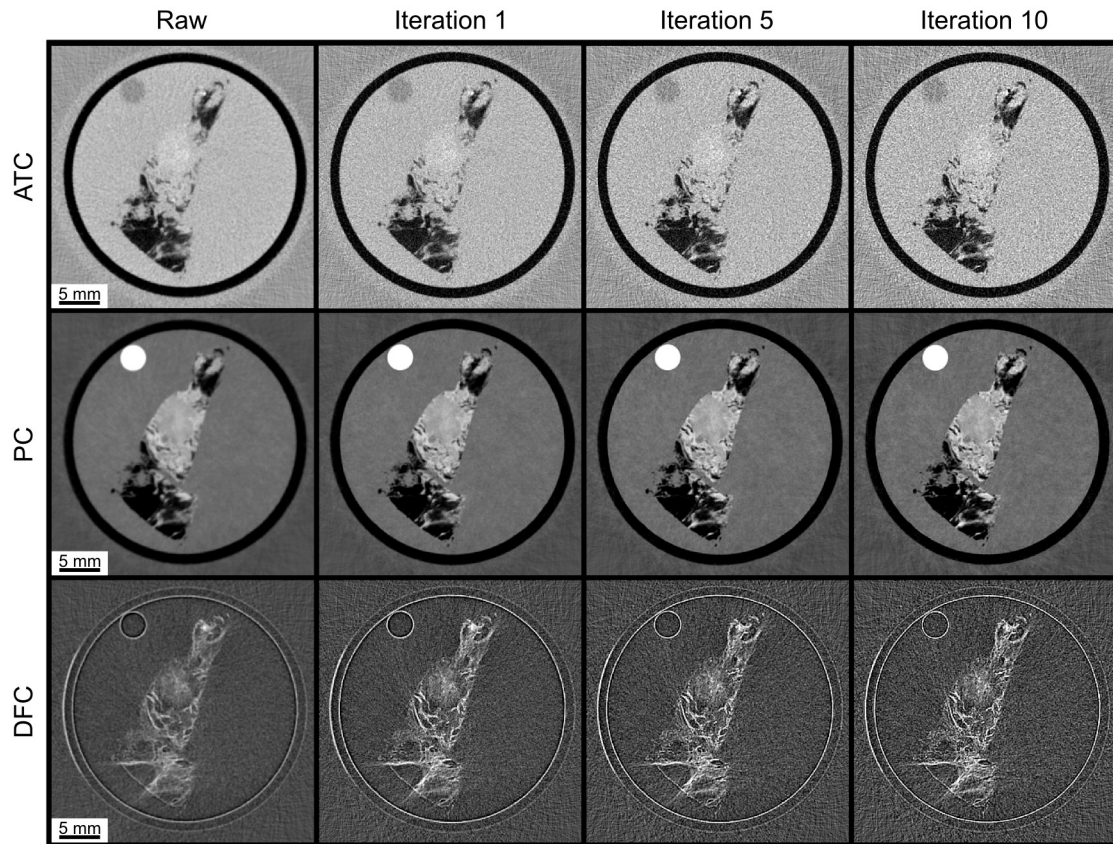 Raw Iteration 1 Iteration 5 Iteration 10
ATC
5 mm
PC
5 mm
DFC
5 mm